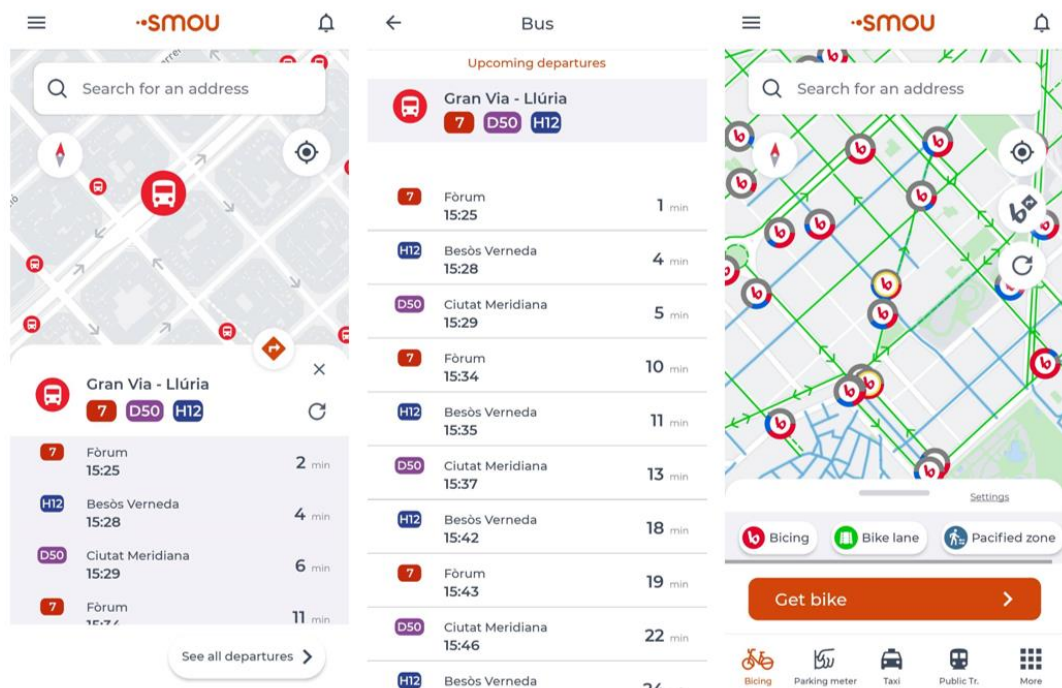 smou
Search for an address
Gran Via - Llúria
7 D50 H12
7 Fòrum 2 min
15:25
H12 Besòs Verneda 4 min
15:28
D50 Ciutat Meridiana 6 min
15:29
7 Fòrum 11 min
See all departures
Bus
Upcoming departures
Gran Via - Llúria
7 D50 H12
7 Fòrum 1 min
15:25
H12 Besòs Verneda 4 min
15:28
D50 Ciutat Meridiana 5 min
15:29
7 Fòrum 10 min
15:34
H12 Besòs Verneda 11 min
15:35
D50 Ciutat Meridiana 13 min
15:37
H12 Besòs Verneda 18 min
15:42
7 Fòrum 19 min
15:43
D50 Ciutat Meridiana 22 min
15:46
H12 Besòs Verneda min
smou
Search for an address
Settings
Bicing Bike lane Pacified zone
Get bike
Bicing Parking meter Taxi Public Tr. More